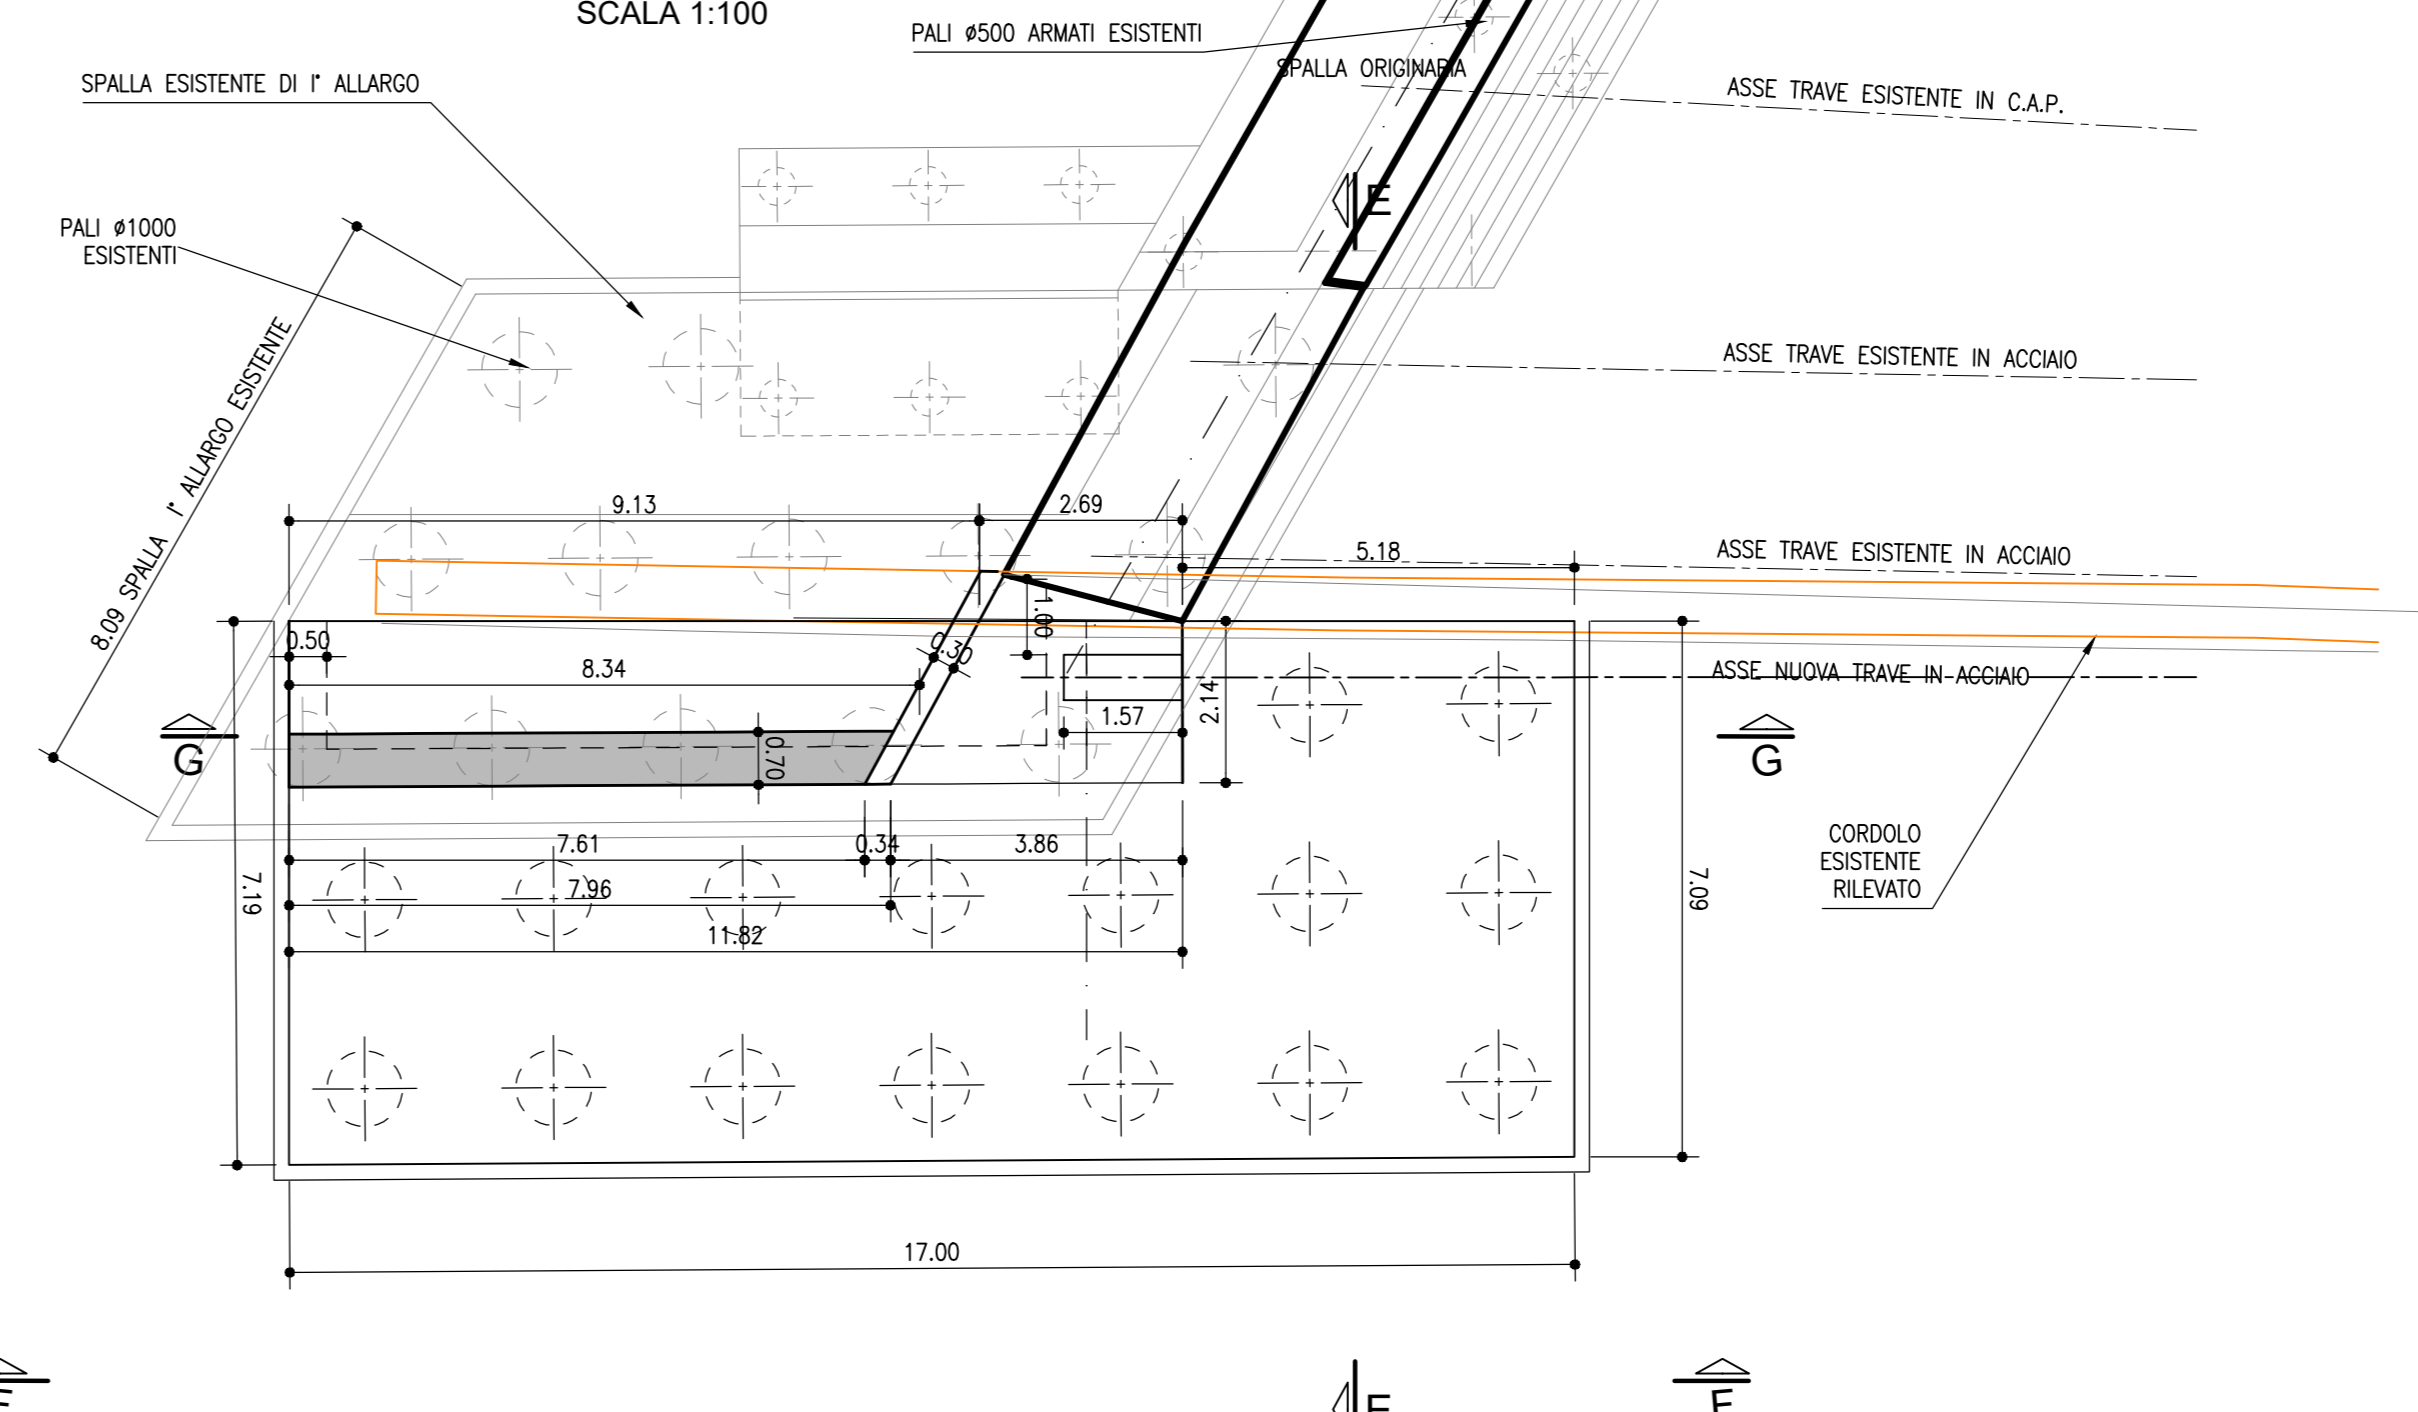 SCALA 1:100
PALI ø500 ARMATI ESISTENTI
SPALLA ORIGINARIA
SPALLA ESISTENTE DI I° ALLARGO
ASSE TRAVE ESISTENTE IN C.A.P.
E
PALI ø1000
ESISTENTI
8.09 SPALLA I° ALLARGO ESISTENTE
ASSE TRAVE ESISTENTE IN ACCIAIO
9.13
2.69
5.18
ASSE TRAVE ESISTENTE IN ACCIAIO
1.00
0.50
0.30
8.34
ASSE NUOVA TRAVE IN ACCIAIO
2.14
1.57
G
0.70
G
CORDOLO
ESISTENTE
RILEVATO
7.61
0.34
3.86
7.19
7.96
7.09
11.82
17.00
E
F